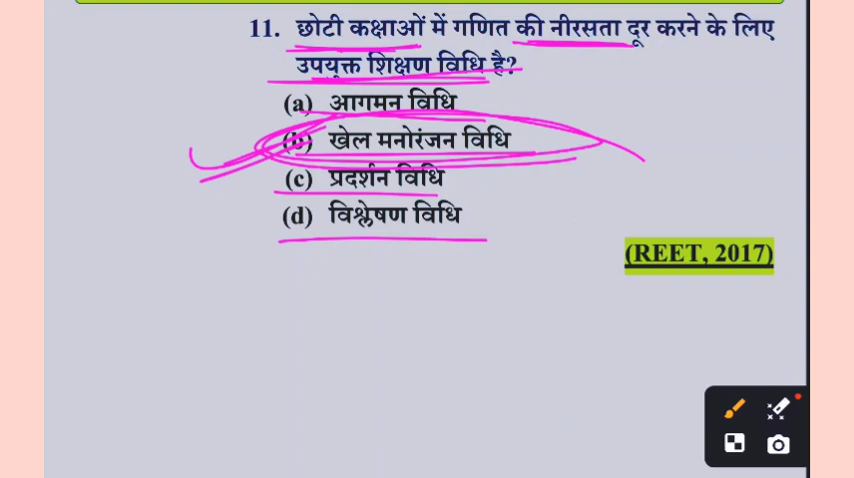 11. छोटी कक्षाओं में गणित की नीरसता दूर करने के लिए
उपयुक्त शिक्षण विधि है?
(a) आगमन विधि
(b) खेल मनोरंजन विधि
(c) प्रदर्शन विधि
(d) विश्लेषण विधि
(REET, 2017)